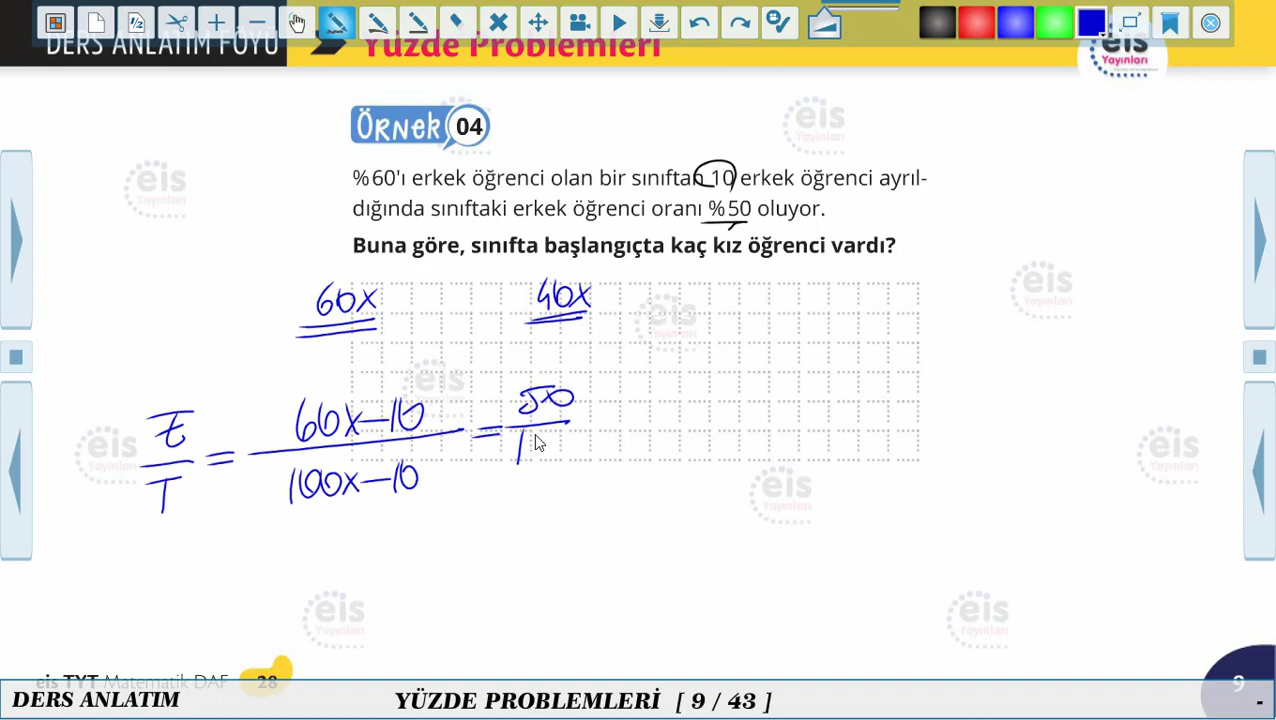 DERS ANLATIM FÖYÜ
Yüzde Problemleri
eis
Yayınları
ÖRNEK 04
%60'ı erkek öğrenci olan bir sınıftan 10 erkek öğrenci ayrıl-
dığında sınıftaki erkek öğrenci oranı %50 oluyor.
Buna göre, sınıfta başlangıçta kaç kız öğrenci vardı?
60x 40x
E/T = 60x-10/100x-10 = 50/1
eis TYT Matematik DAF 28
9
DERS ANLATIM YÜZDE PROBLEMLERİ [ 9 / 43 ] -